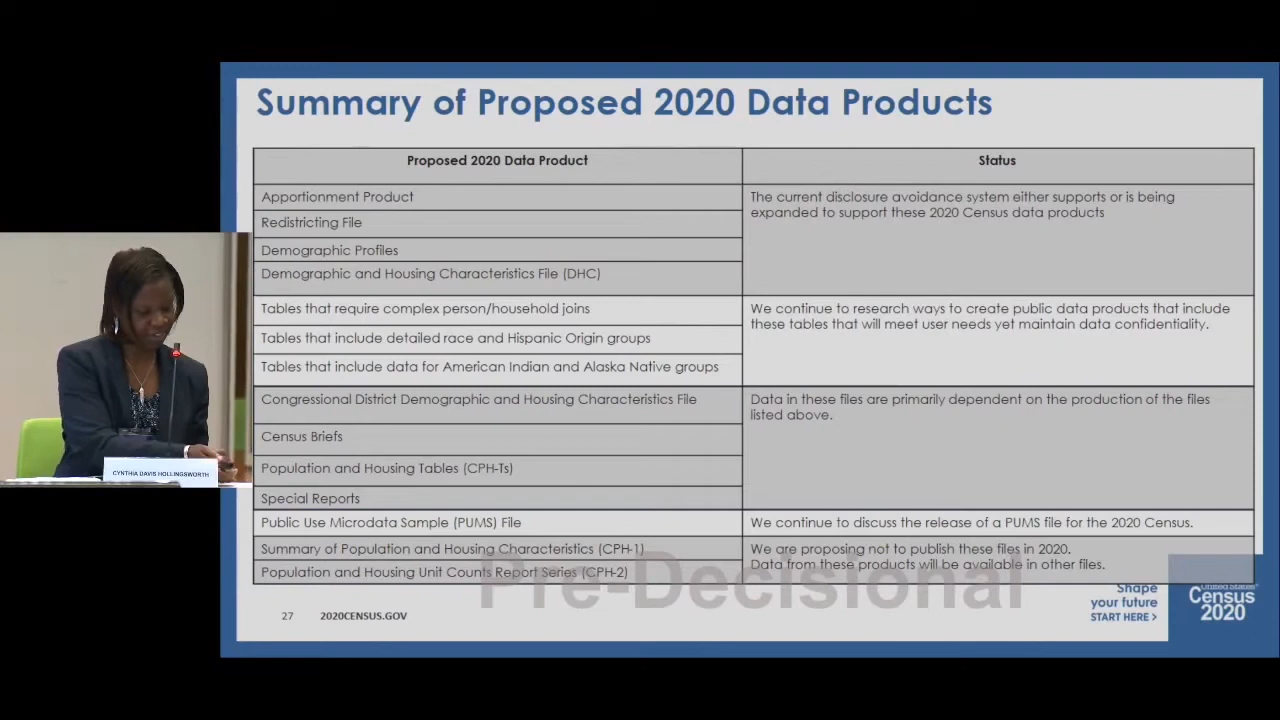 Summary of Proposed 2020 Data Products
Proposed 2020 Data Product
Status
Apportionment Product
The current disclosure avoidance system either supports or is being
expanded to support these 2020 Census data products
Redistricting File
Demographic Profiles
Demographic and Housing Characteristics File (DHC)
Tables that require complex person/household joins
We continue to research ways to create public data products that include
these tables that will meet user needs yet maintain data confidentiality.
Tables that include detailed race and Hispanic Origin groups
Tables that include data for American Indian and Alaska Native groups
Congressional District Demographic and Housing Characteristics File
Data in these files are primarily dependent on the production of the files
listed above.
Census Briefs
Population and Housing Tables (CPH-Ts)
Special Reports
Public Use Microdata Sample (PUMS) File
We continue to discuss the release of a PUMS file for the 2020 Census.
Summary of Population and Housing Characteristics (CPH-1)
We are proposing not to publish these files in 2020.
Data from these products will be available in other files.
Population and Housing Unit Counts Report Series (CPH-2)
Pre-Decisional
27
2020CENSUS.GOV
Shape
your future
START HERE >
United States®
Census
2020
CYNTHIA DAVIS HOLLINGSWORTH